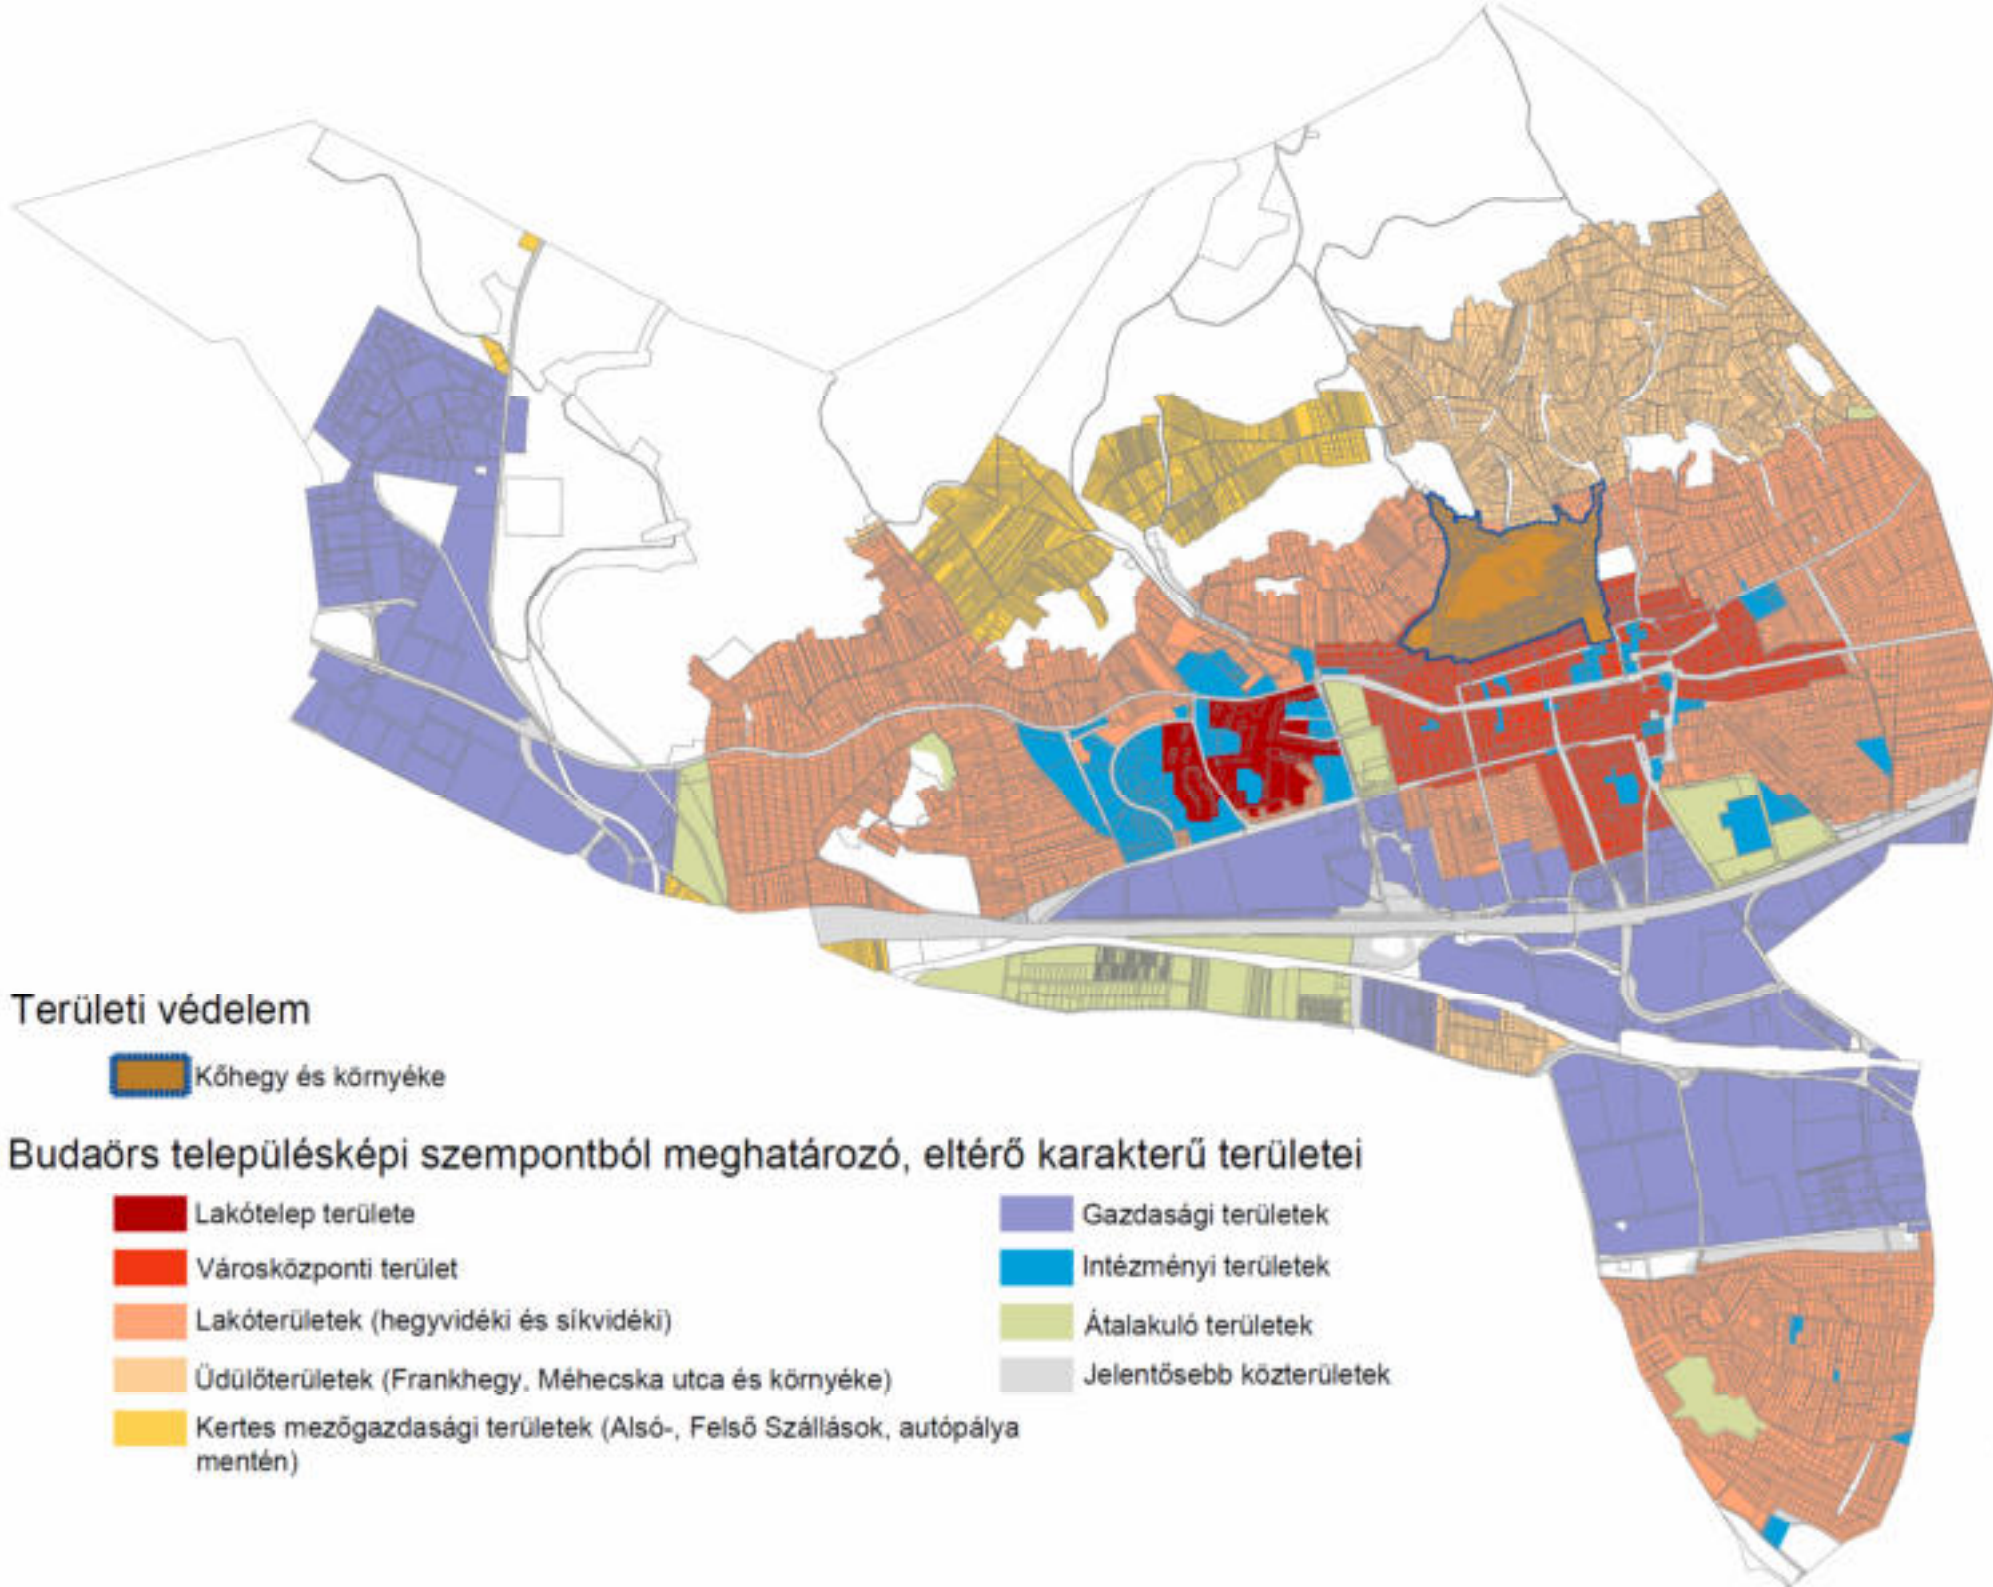 Területi védelem
Kőhegy és környéke
Budaörs településképi szempontból meghatározó, eltérő karakterű területei
Lakótelep területe
Városközponti terület
Lakóterületek (hegyvidéki és síkvidéki)
Üdülőterületek (Frankhegy, Méhecska utca és környéke)
Kertes mezőgazdasági területek (Alsó-, Felső Szállások, autópálya
mentén)
Gazdasági területek
Intézményi területek
Átalakuló területek
Jelentősebb közterületek